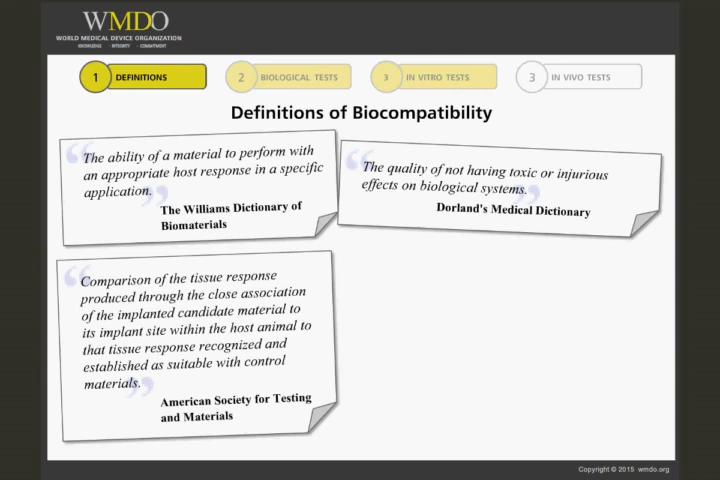 WMDO
WORLD MEDICAL DEVICE ORGANIZATION
KNOWLEDGE - INTEGRITY - COMMITMENT
1 DEFINITIONS
2 BIOLOGICAL TESTS
3 IN VITRO TESTS
3 IN VIVO TESTS
Definitions of Biocompatibility
“The ability of a material to perform with
an appropriate host response in a specific
application.”
The Williams Dictionary of
Biomaterials
“The quality of not having toxic or injurious
effects on biological systems.”
Dorland's Medical Dictionary
“Comparison of the tissue response
produced through the close association
of the implanted candidate material to
its implant site within the host animal to
that tissue response recognized and
established as suitable with control
materials.”
American Society for Testing
and Materials
Copyright © 2015 wmdo.org